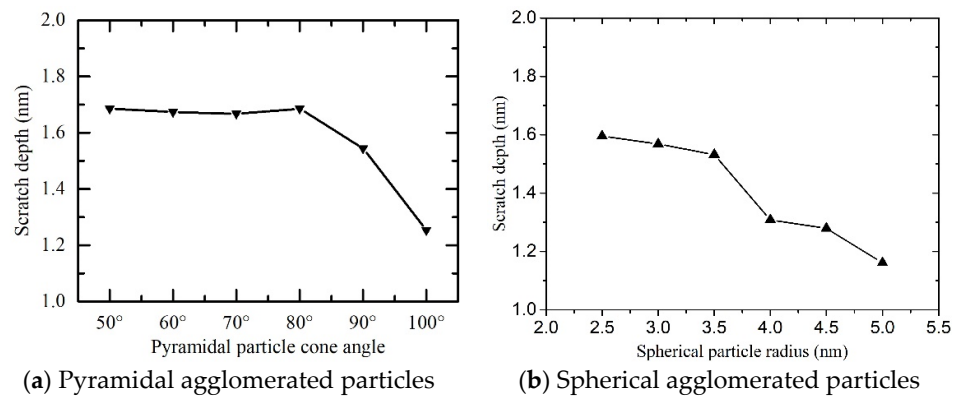 2.0
1.8
1.6
1.4
1.2
1.0
Scratch depth (nm)
50° 60° 70° 80° 90° 100°
Pyramidal particle cone angle
(a) Pyramidal agglomerated particles
2.0
1.8
1.6
1.4
1.2
1.0
Scratch depth (nm)
2.0 2.5 3.0 3.5 4.0 4.5 5.0 5.5
Spherical particle radius (nm)
(b) Spherical agglomerated particles